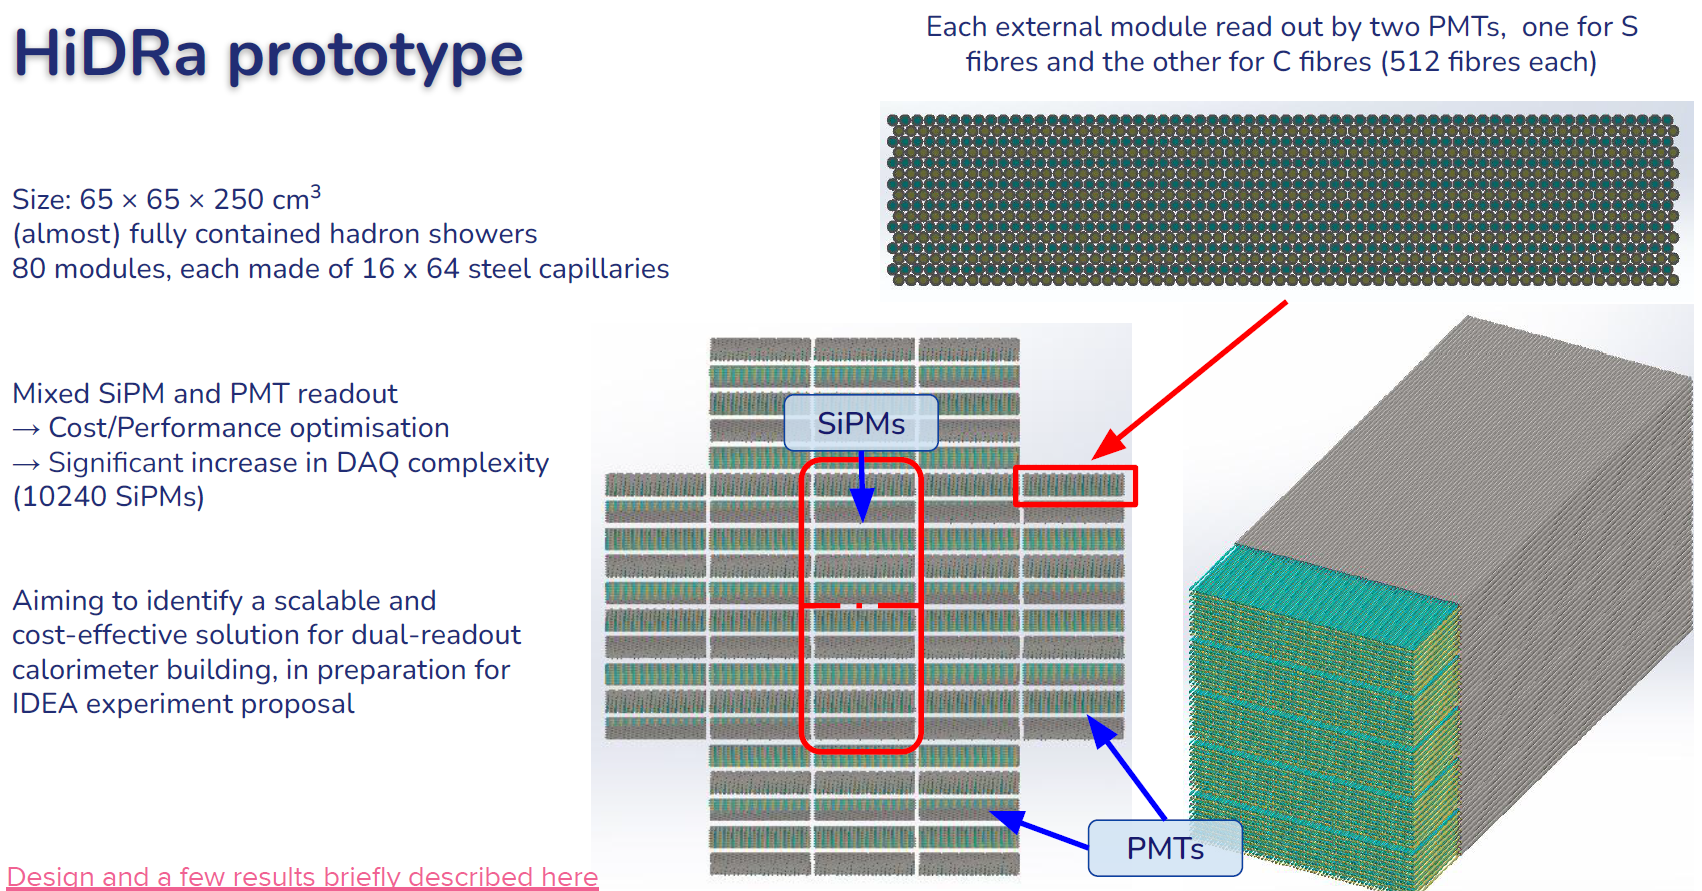 HiDRa prototype
Each external module read out by two PMTs, one for S
fibres and the other for C fibres (512 fibres each)
Size: 65 × 65 × 250 cm³
(almost) fully contained hadron showers
80 modules, each made of 16 x 64 steel capillaries
Mixed SiPM and PMT readout
→ Cost/Performance optimisation
→ Significant increase in DAQ complexity
(10240 SiPMs)
Aiming to identify a scalable and
cost-effective solution for dual-readout
calorimeter building, in preparation for
IDEA experiment proposal
SiPMs
PMTs
Design and a few results briefly described here